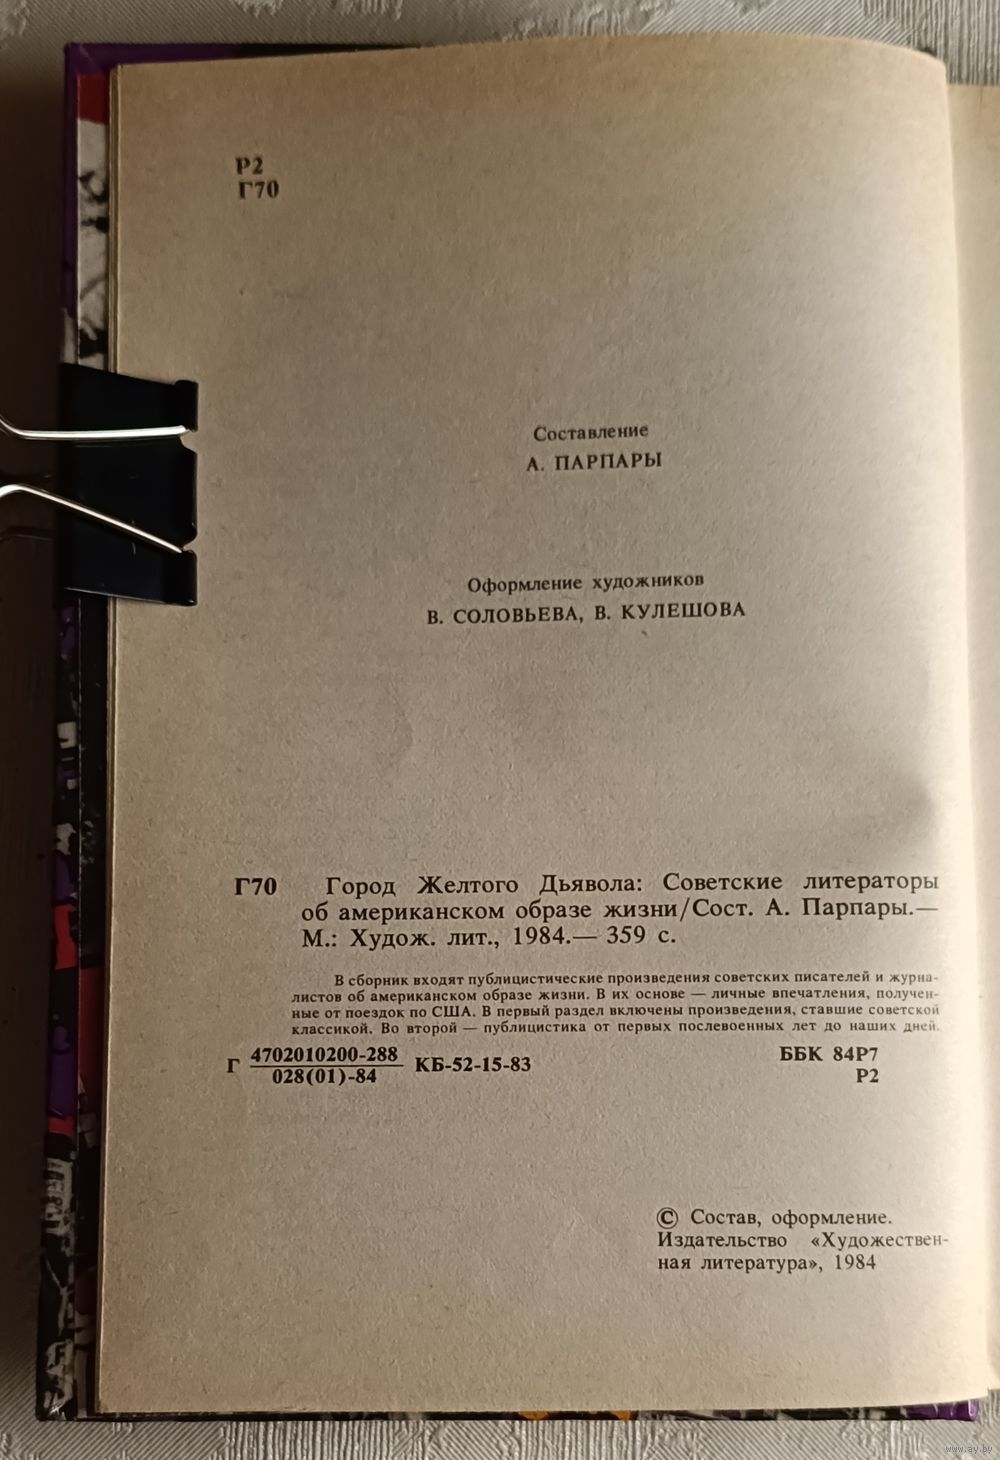 Р2
Г70
Составление
А. ПАРПАРЫ
Оформление художников
В. СОЛОВЬЕВА, В. КУЛЕШОВА
Г70 Город Желтого Дьявола: Советские литераторы
об американском образе жизни/Сост. А. Парпары.—
М.: Худож. лит., 1984.— 359 с.
В сборник входят публицистические произведения советских писателей и журна-
листов об американском образе жизни. В их основе — личные впечатления, получен-
ные от поездок по США. В первый раздел включены произведения, ставшие советской
классикой. Во второй — публицистика от первых послевоенных лет до наших дней.
Г 4702010200-288 КБ-52-15-83 ББК 84Р7
028(01)-84 Р2
© Состав, оформление.
Издательство «Художествен-
ная литература», 1984
www.ay.by